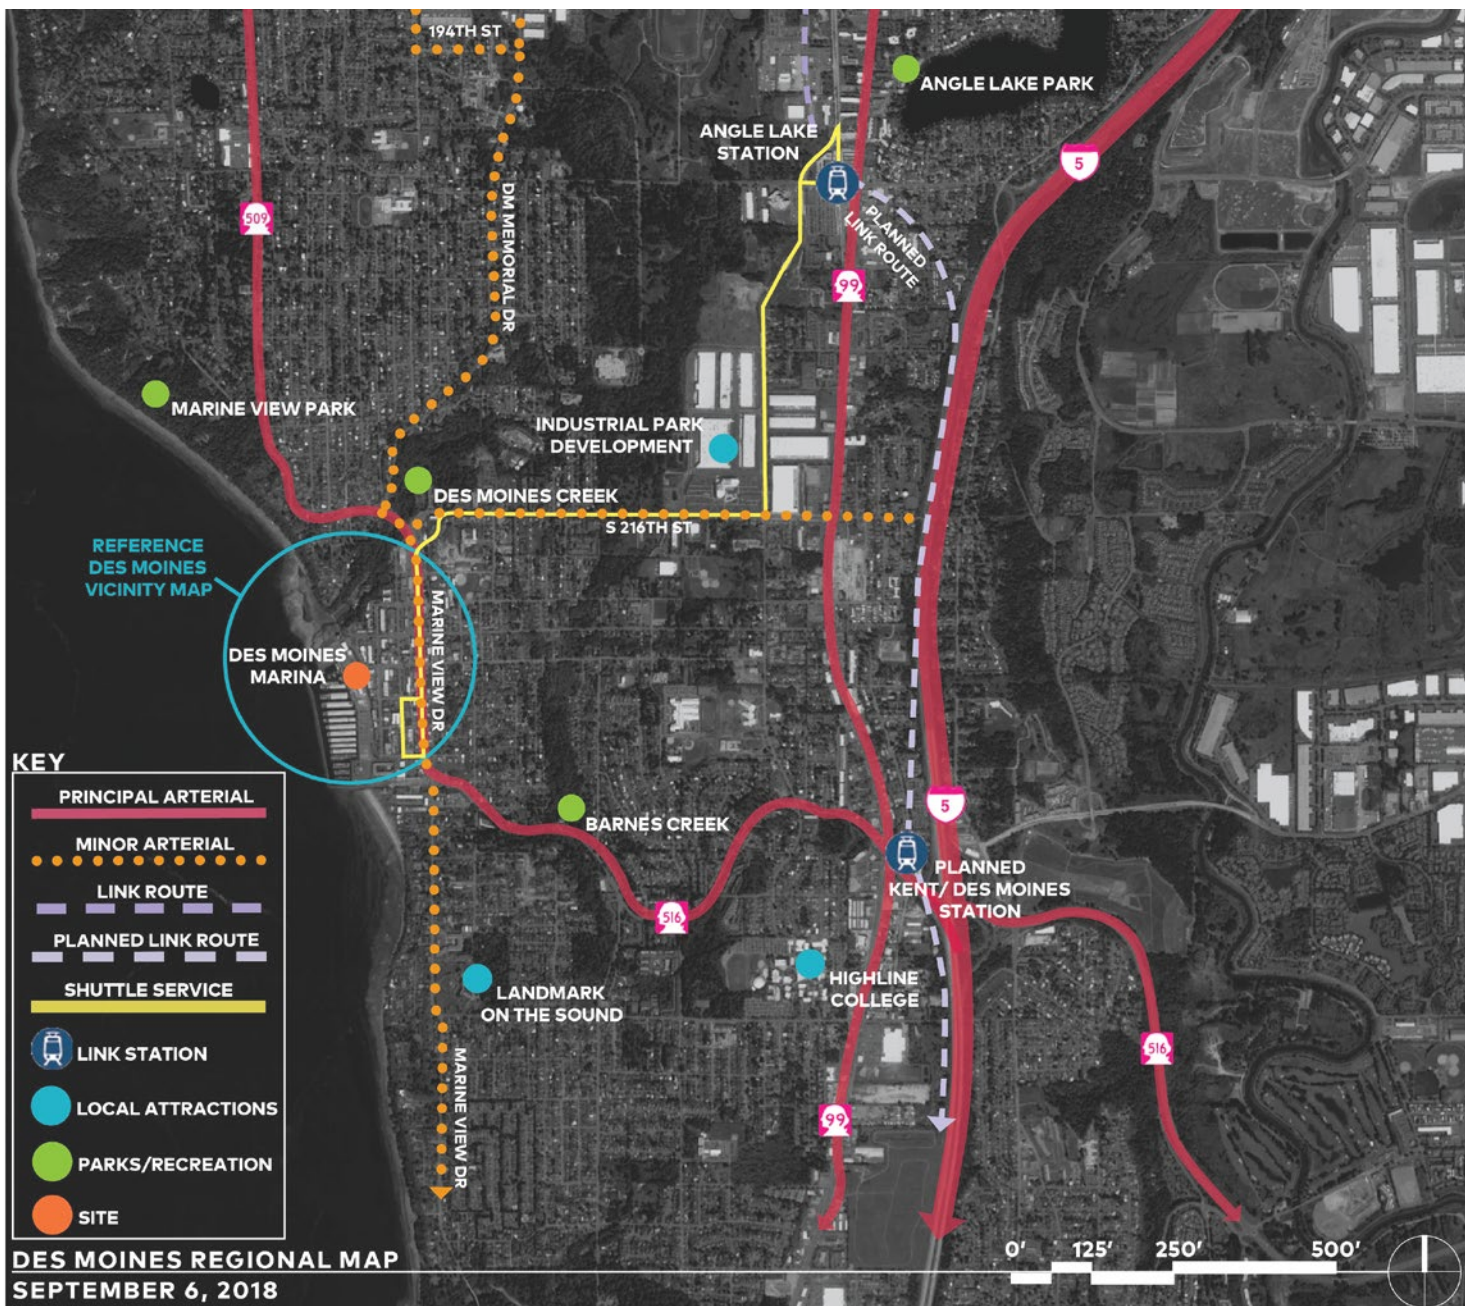 194TH ST
ANGLE LAKE PARK
ANGLE LAKE
STATION
5
DM MEMORIAL DR
509
PLANNED
LINK ROUTE
99
MARINE VIEW PARK
INDUSTRIAL PARK
DEVELOPMENT
DES MOINES CREEK
S 216TH ST
REFERENCE
DES MOINES
VICINITY MAP
MARINE VIEW DR
DES MOINES
MARINA
5
BARNES CREEK
PLANNED
KENT/ DES MOINES
STATION
516
HIGHLINE
COLLEGE
LANDMARK
ON THE SOUND
MARINE VIEW DR
516
99
KEY
PRINCIPAL ARTERIAL
MINOR ARTERIAL
LINK ROUTE
PLANNED LINK ROUTE
SHUTTLE SERVICE
LINK STATION
LOCAL ATTRACTIONS
PARKS/RECREATION
SITE
DES MOINES REGIONAL MAP
SEPTEMBER 6, 2018
0' 125' 250' 500'